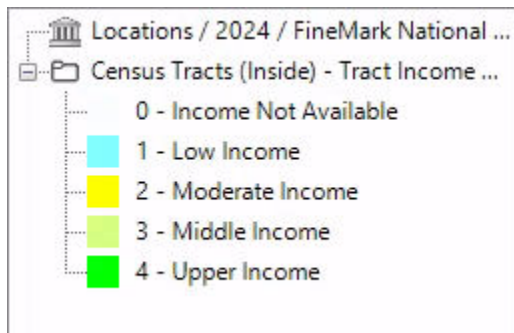 Locations / 2024 / FineMark National ...
Census Tracts (Inside) - Tract Income ...
0 - Income Not Available
1 - Low Income
2 - Moderate Income
3 - Middle Income
4 - Upper Income